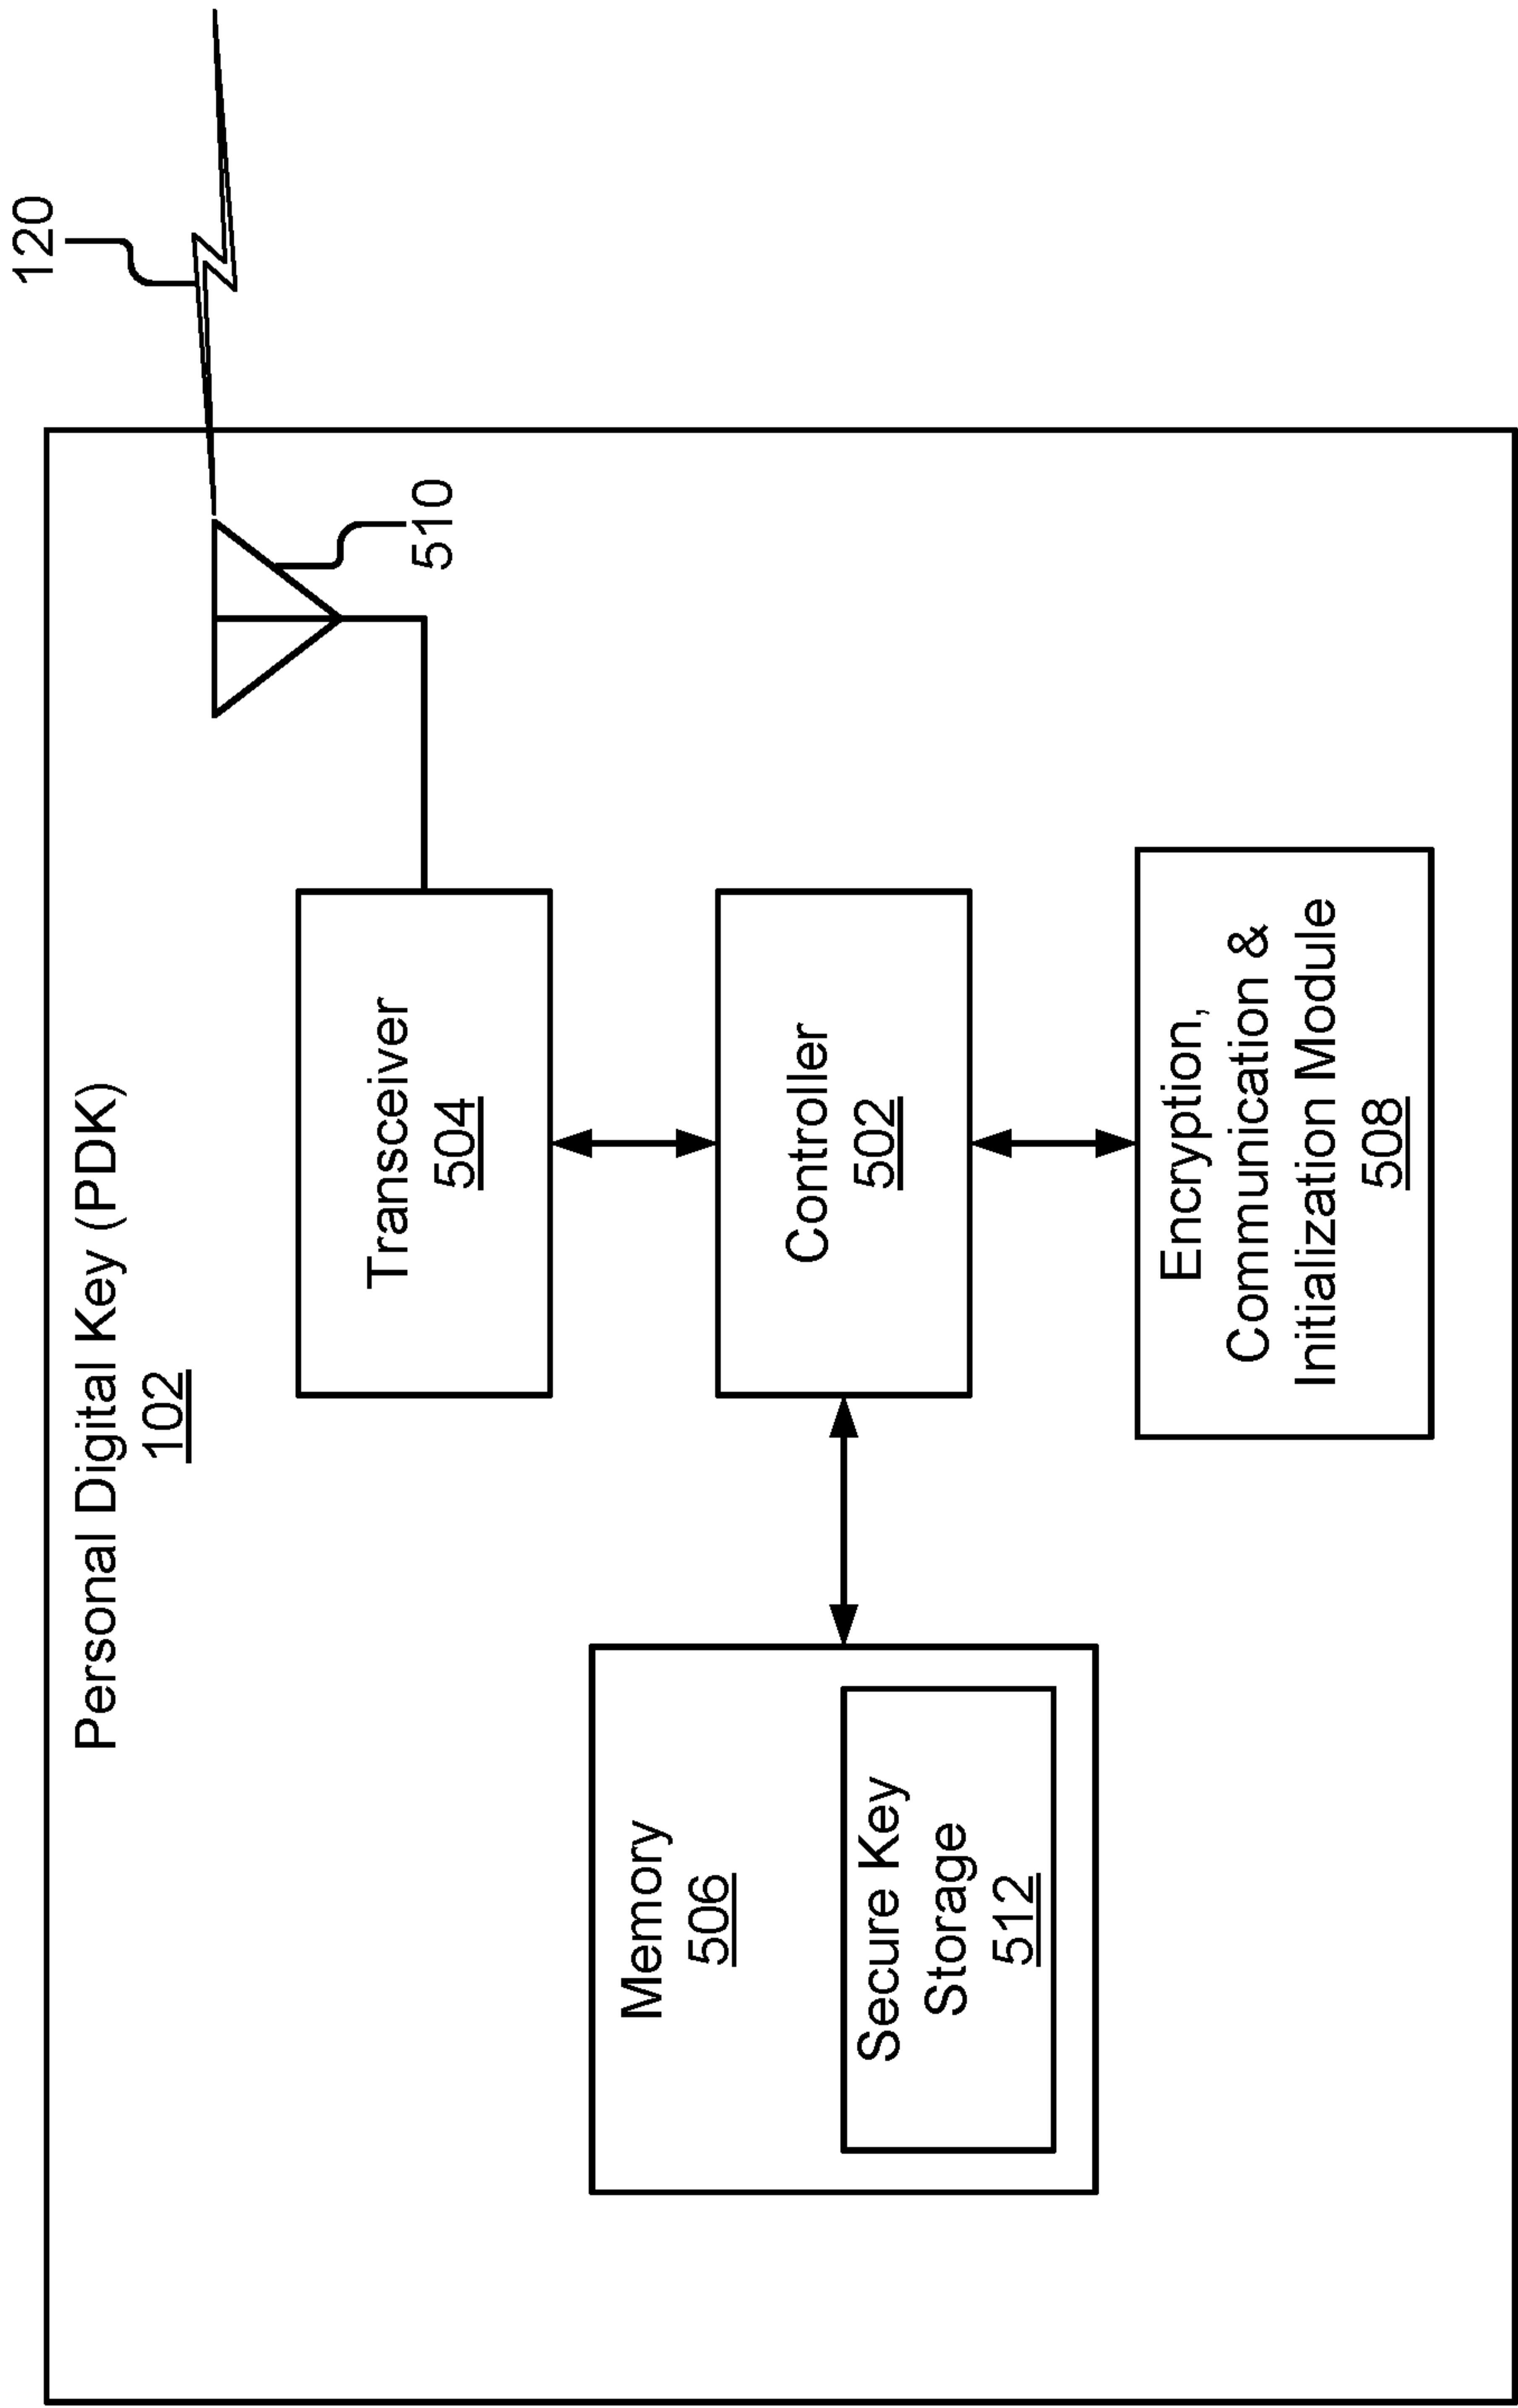 Personal Digital Key (PDK)
102
120
510
Transceiver
504
Memory
506
Secure Key
Storage
512
Controller
502
Encryption,
Communication &
Initialization Module
508